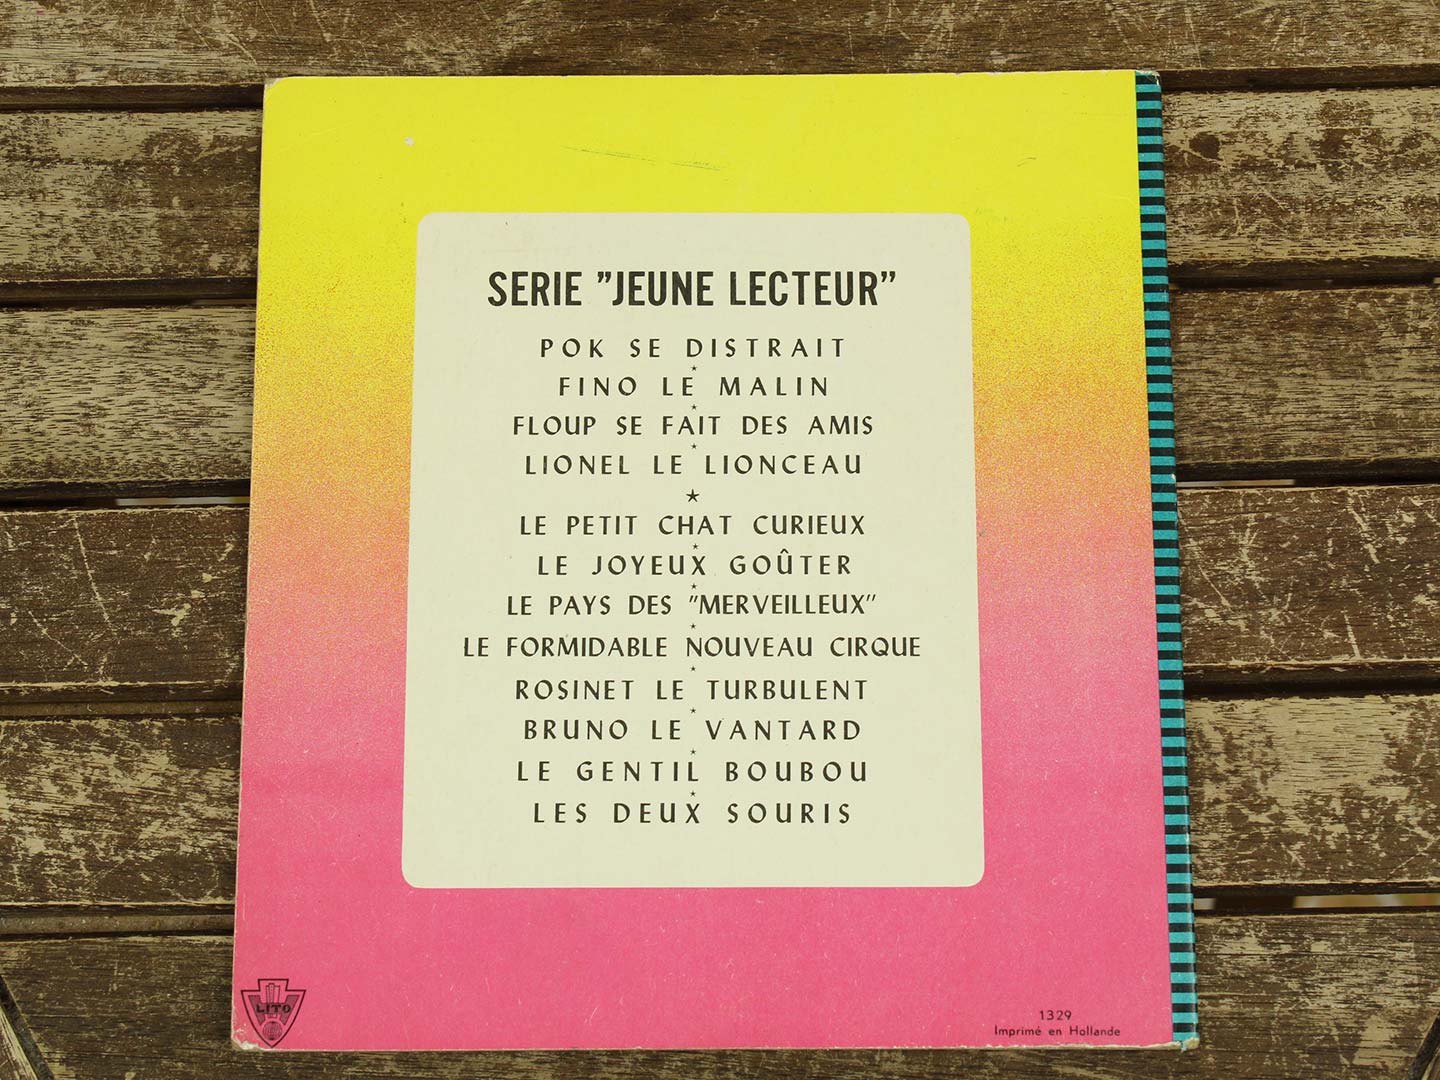 SERIE "JEUNE LECTEUR"
POK SE DISTRAIT
FINO LE MALIN
FLOUP SE FAIT DES AMIS
LIONEL LE LIONCEAU
LE PETIT CHAT CURIEUX
LE JOYEUX GOÛTER
LE PAYS DES "MERVEILLEUX"
LE FORMIDABLE NOUVEAU CIRQUE
ROSINET LE TURBULENT
BRUNO LE VANTARD
LE GENTIL BOUBOU
LES DEUX SOURIS
LITO
1329
Imprimé en Hollande